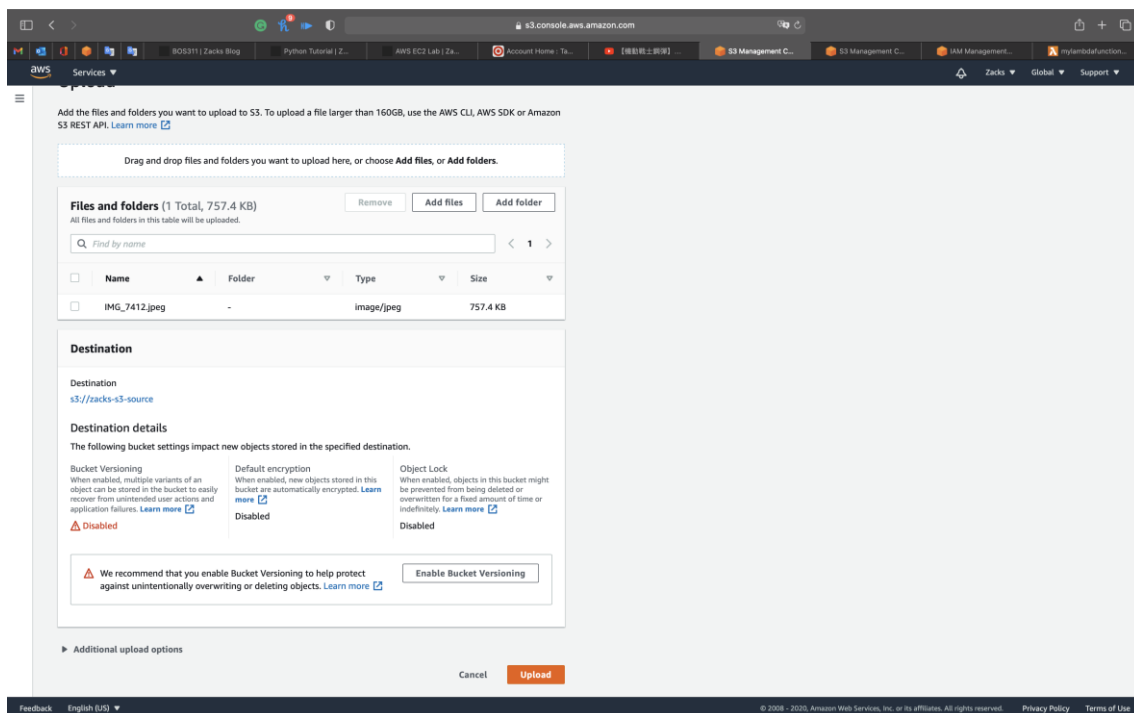 s3.console.aws.amazon.com
BOS311 | Zacks Blog
Python Tutorial | Z...
AWS EC2 Lab | Za...
Account Home : Ta...
【機動戦士鋼弾】 ...
S3 Management C...
S3 Management C...
IAM Management...
mylambdafunction...
aws
Services
Zacks
Global
Support
Upload
Add the files and folders you want to upload to S3. To upload a file larger than 160GB, use the AWS CLI, AWS SDK or Amazon
S3 REST API. Learn more
Drag and drop files and folders you want to upload here, or choose Add files, or Add folders.
Files and folders (1 Total, 757.4 KB)
Remove
Add files
Add folder
All files and folders in this table will be uploaded.
Find by name
1
Name
Folder
Type
Size
IMG_7412.jpeg
-
image/jpeg
757.4 KB
Destination
Destination
s3://zacks-s3-source
Destination details
The following bucket settings impact new objects stored in the specified destination.
Bucket Versioning
When enabled, multiple variants of an
object can be stored in the bucket to easily
recover from unintended user actions and
application failures. Learn more
Disabled
Default encryption
When enabled, new objects stored in this
bucket are automatically encrypted. Learn
more
Disabled
Object Lock
When enabled, objects in this bucket might
be prevented from being deleted or
overwritten for a fixed amount of time or
indefinitely. Learn more
Disabled
We recommend that you enable Bucket Versioning to help protect
against unintentionally overwriting or deleting objects. Learn more
Enable Bucket Versioning
Additional upload options
Cancel
Upload
Feedback
English (US)
© 2008 - 2020, Amazon Web Services, Inc. or its affiliates. All rights reserved.
Privacy Policy
Terms of Use